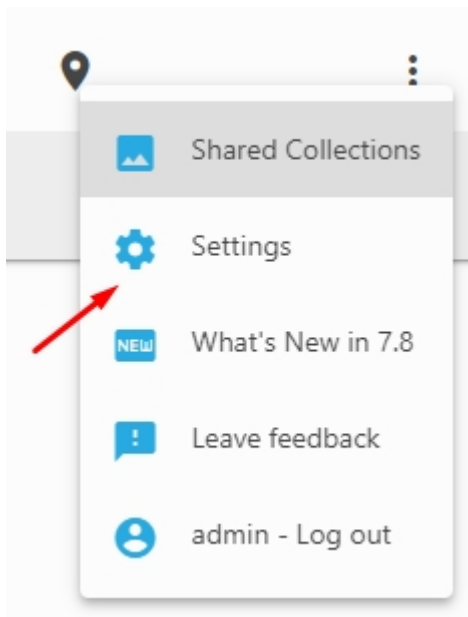 Shared Collections
Settings
NEW What's New in 7.8
Leave feedback
admin - Log out